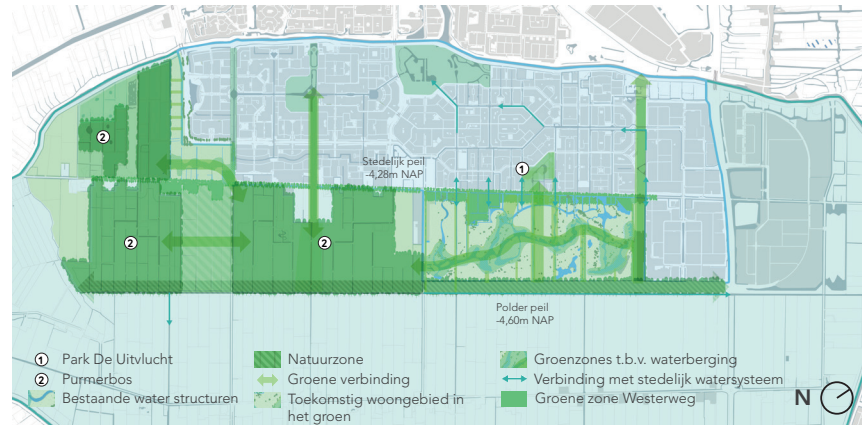 2
1
Stedelijk peil
-4,28m NAP
2
2
Polder peil
-4,60m NAP
1 Park De Uitvlucht
2 Purmerbos
Bestaande water structuren
Natuurzone
Groene verbinding
Toekomstig woongebied in
het groen
Groenzones t.b.v. waterberging
Verbinding met stedelijk watersysteem
Groene zone Westerweg
N